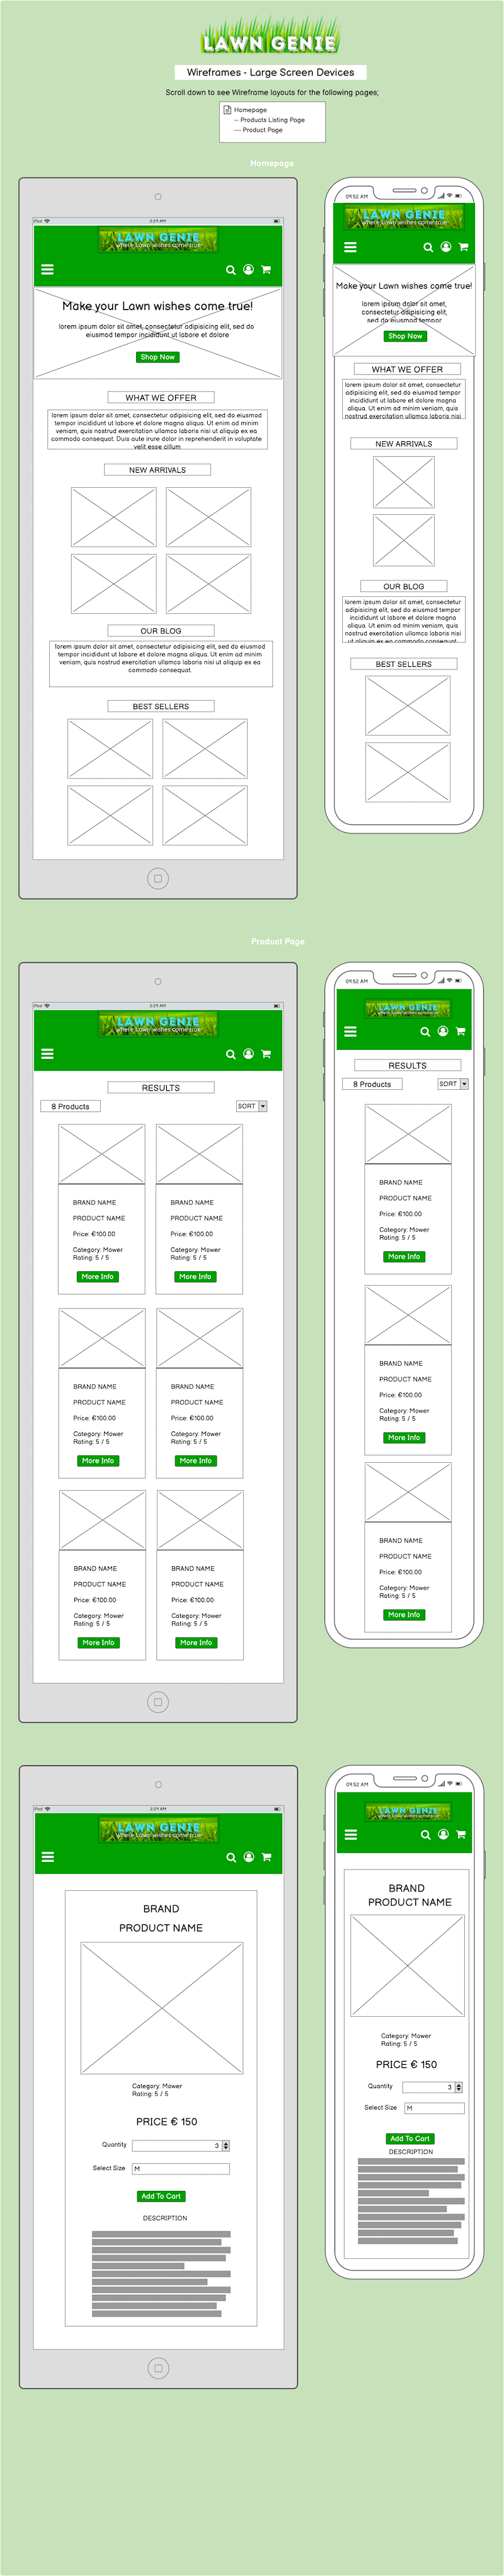 LAWN GENIE
Wireframes - Large Screen Devices
Scroll down to see Wireframe layouts for the following pages;
Homepage
-- Products Listing Page
--- Product Page
Homepage
iPad
2:29 AM
LAWN GENIE
where Lawn wishes come true
Make your Lawn wishes come true!
lorem ipsum dolor sit amet, consectetur adipisicing elit, sed do
eiusmod tempor incididunt ut labore et dolore
Shop Now
WHAT WE OFFER
lorem ipsum dolor sit amet, consectetur adipisicing elit, sed do eiusmod
tempor incididunt ut labore et dolore magna aliqua. Ut enim ad minim
veniam, quis nostrud exercitation ullamco laboris nisi ut aliquip ex ea
commodo consequat. Duis aute irure dolor in reprehenderit in voluptate
velit esse cillum
NEW ARRIVALS
OUR BLOG
lorem ipsum dolor sit amet, consectetur adipisicing elit, sed do eiusmod
tempor incididunt ut labore et dolore magna aliqua. Ut enim ad minim
veniam, quis nostrud exercitation ullamco laboris nisi ut aliquip ex ea
commodo consequat.
BEST SELLERS
09:52 AM
LAWN GENIE
where Lawn wishes come true
Make your Lawn wishes come true!
lorem ipsum dolor sit amet,
consectetur adipisicing elit,
sed do eiusmod tempor
Shop Now
WHAT WE OFFER
lorem ipsum dolor sit amet, consectetur
adipisicing elit, sed do eiusmod tempor
incididunt ut labore et dolore magna
aliqua. Ut enim ad minim veniam, quis
nostrud exercitation ullamco laboris nisi
NEW ARRIVALS
OUR BLOG
lorem ipsum dolor sit amet, consectetur
adipisicing elit, sed do eiusmod tempor
incididunt ut labore et dolore magna
aliqua. Ut enim ad minim veniam, quis
nostrud exercitation ullamco laboris nisi
ut aliquip ex ea commodo consequat.
BEST SELLERS
Product Page
iPad
2:29 AM
LAWN GENIE
where Lawn wishes come true
RESULTS
8 Products
SORT
BRAND NAME
PRODUCT NAME
Price: €100.00
Category: Mower
Rating: 5 / 5
More Info
BRAND NAME
PRODUCT NAME
Price: €100.00
Category: Mower
Rating: 5 / 5
More Info
BRAND NAME
PRODUCT NAME
Price: €100.00
Category: Mower
Rating: 5 / 5
More Info
BRAND NAME
PRODUCT NAME
Price: €100.00
Category: Mower
Rating: 5 / 5
More Info
BRAND NAME
PRODUCT NAME
Price: €100.00
Category: Mower
Rating: 5 / 5
More Info
BRAND NAME
PRODUCT NAME
Price: €100.00
Category: Mower
Rating: 5 / 5
More Info
09:52 AM
LAWN GENIE
where Lawn wishes come true
RESULTS
8 Products
SORT
BRAND NAME
PRODUCT NAME
Price: €100.00
Category: Mower
Rating: 5 / 5
More Info
BRAND NAME
PRODUCT NAME
Price: €100.00
Category: Mower
Rating: 5 / 5
More Info
BRAND NAME
PRODUCT NAME
Price: €100.00
Category: Mower
Rating: 5 / 5
More Info
iPad
2:29 AM
LAWN GENIE
where Lawn wishes come true
BRAND
PRODUCT NAME
Category: Mower
Rating: 5 / 5
PRICE € 150
Quantity
3
Select Size
M
Add To Cart
DESCRIPTION
09:52 AM
LAWN GENIE
where Lawn wishes come true
BRAND
PRODUCT NAME
Category: Mower
Rating: 5 / 5
PRICE € 150
Quantity
3
Select Size
M
Add To Cart
DESCRIPTION